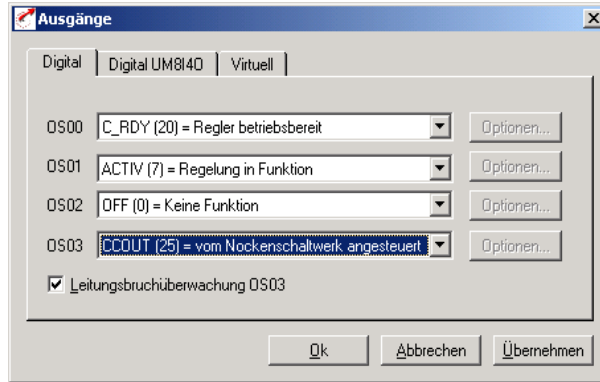 Ausgänge
Digital Digital UM8I4O Virtuell
OS00 C_RDY (20) = Regler betriebsbereit Optionen...
OS01 ACTIV (7) = Regelung in Funktion Optionen...
OS02 OFF (0) = Keine Funktion Optionen...
OS03 CCOUT (25) = vom Nockenschaltwerk angesteuert Optionen...
Leitungsbruchüberwachung OS03
Ok Abbrechen Übernehmen